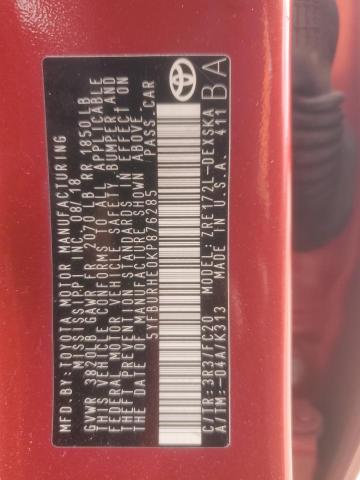 MFD. BY: TOYOTA MOTOR MANUFACTURING
MISSISSIPPI INC. 08/18
GVWR 3820LB GAWR FR 2070 LB RR 1850LB
THIS VEHICLE CONFORMS TO ALL APPLICABLE
FEDERAL MOTOR VEHICLE SAFETY, BUMPER AND
THEFT PREVENTION STANDARDS IN EFFECT ON
THE DATE OF MANUFACTURE SHOWN ABOVE.
5YFBURHE0KP876285 PASS. CAR
C/TR: 3R3/FC20 MODEL: ZRE172L-DEXSKA
A/TM: -04A/K313 MADE IN U.S.A. 411
BA
TOYOTA